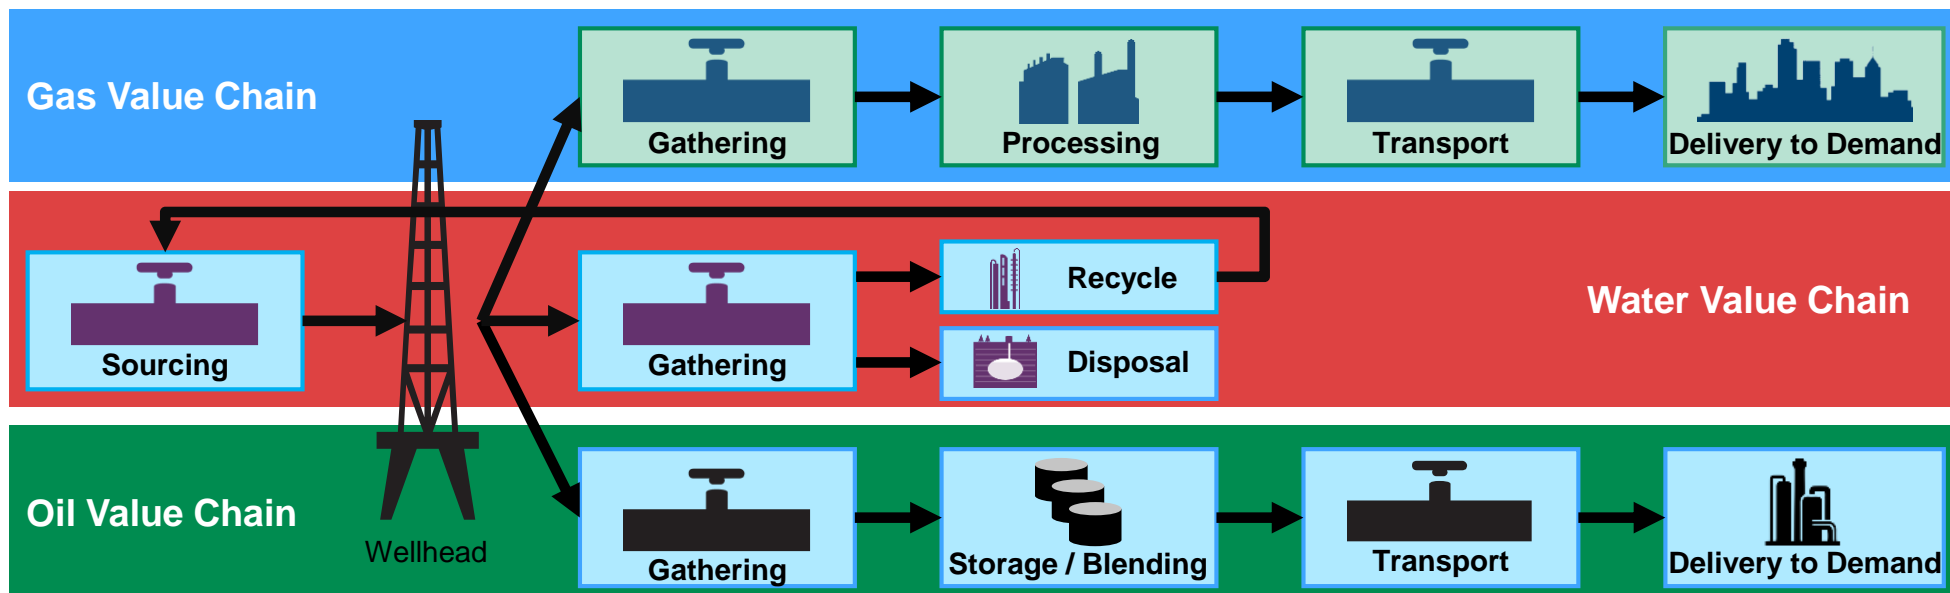 Gas Value Chain
Gathering
Processing
Transport
Delivery to Demand
Sourcing
Gathering
Recycle
Disposal
Water Value Chain
Oil Value Chain
Wellhead
Gathering
Storage / Blending
Transport
Delivery to Demand